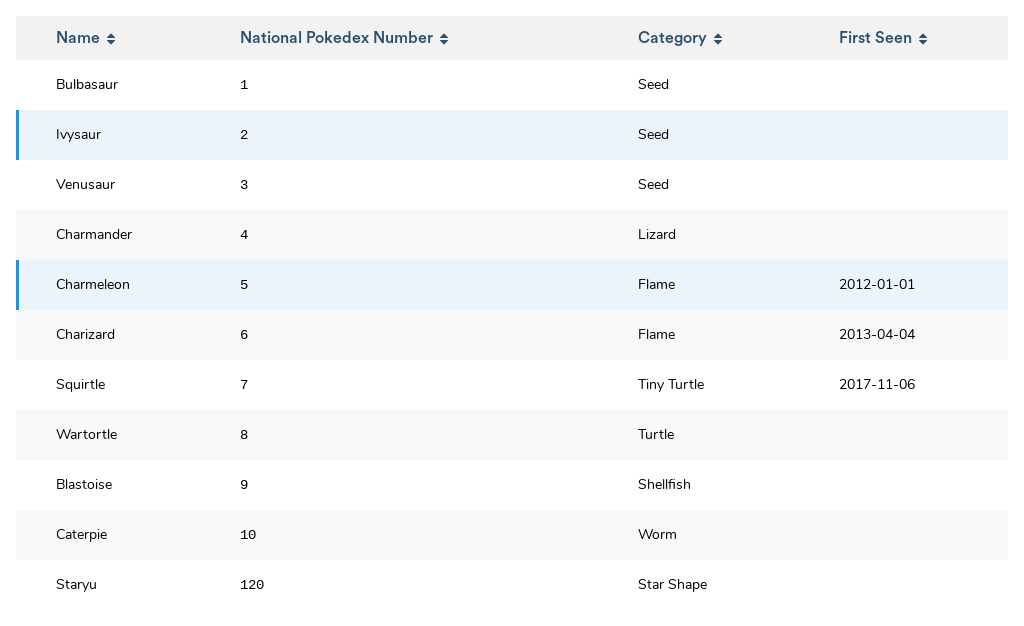 Name National Pokedex Number Category First Seen
Bulbasaur 1 Seed
Ivysaur 2 Seed
Venusaur 3 Seed
Charmander 4 Lizard
Charmeleon 5 Flame 2012-01-01
Charizard 6 Flame 2013-04-04
Squirtle 7 Tiny Turtle 2017-11-06
Wartortle 8 Turtle
Blastoise 9 Shellfish
Caterpie 10 Worm
Staryu 120 Star Shape